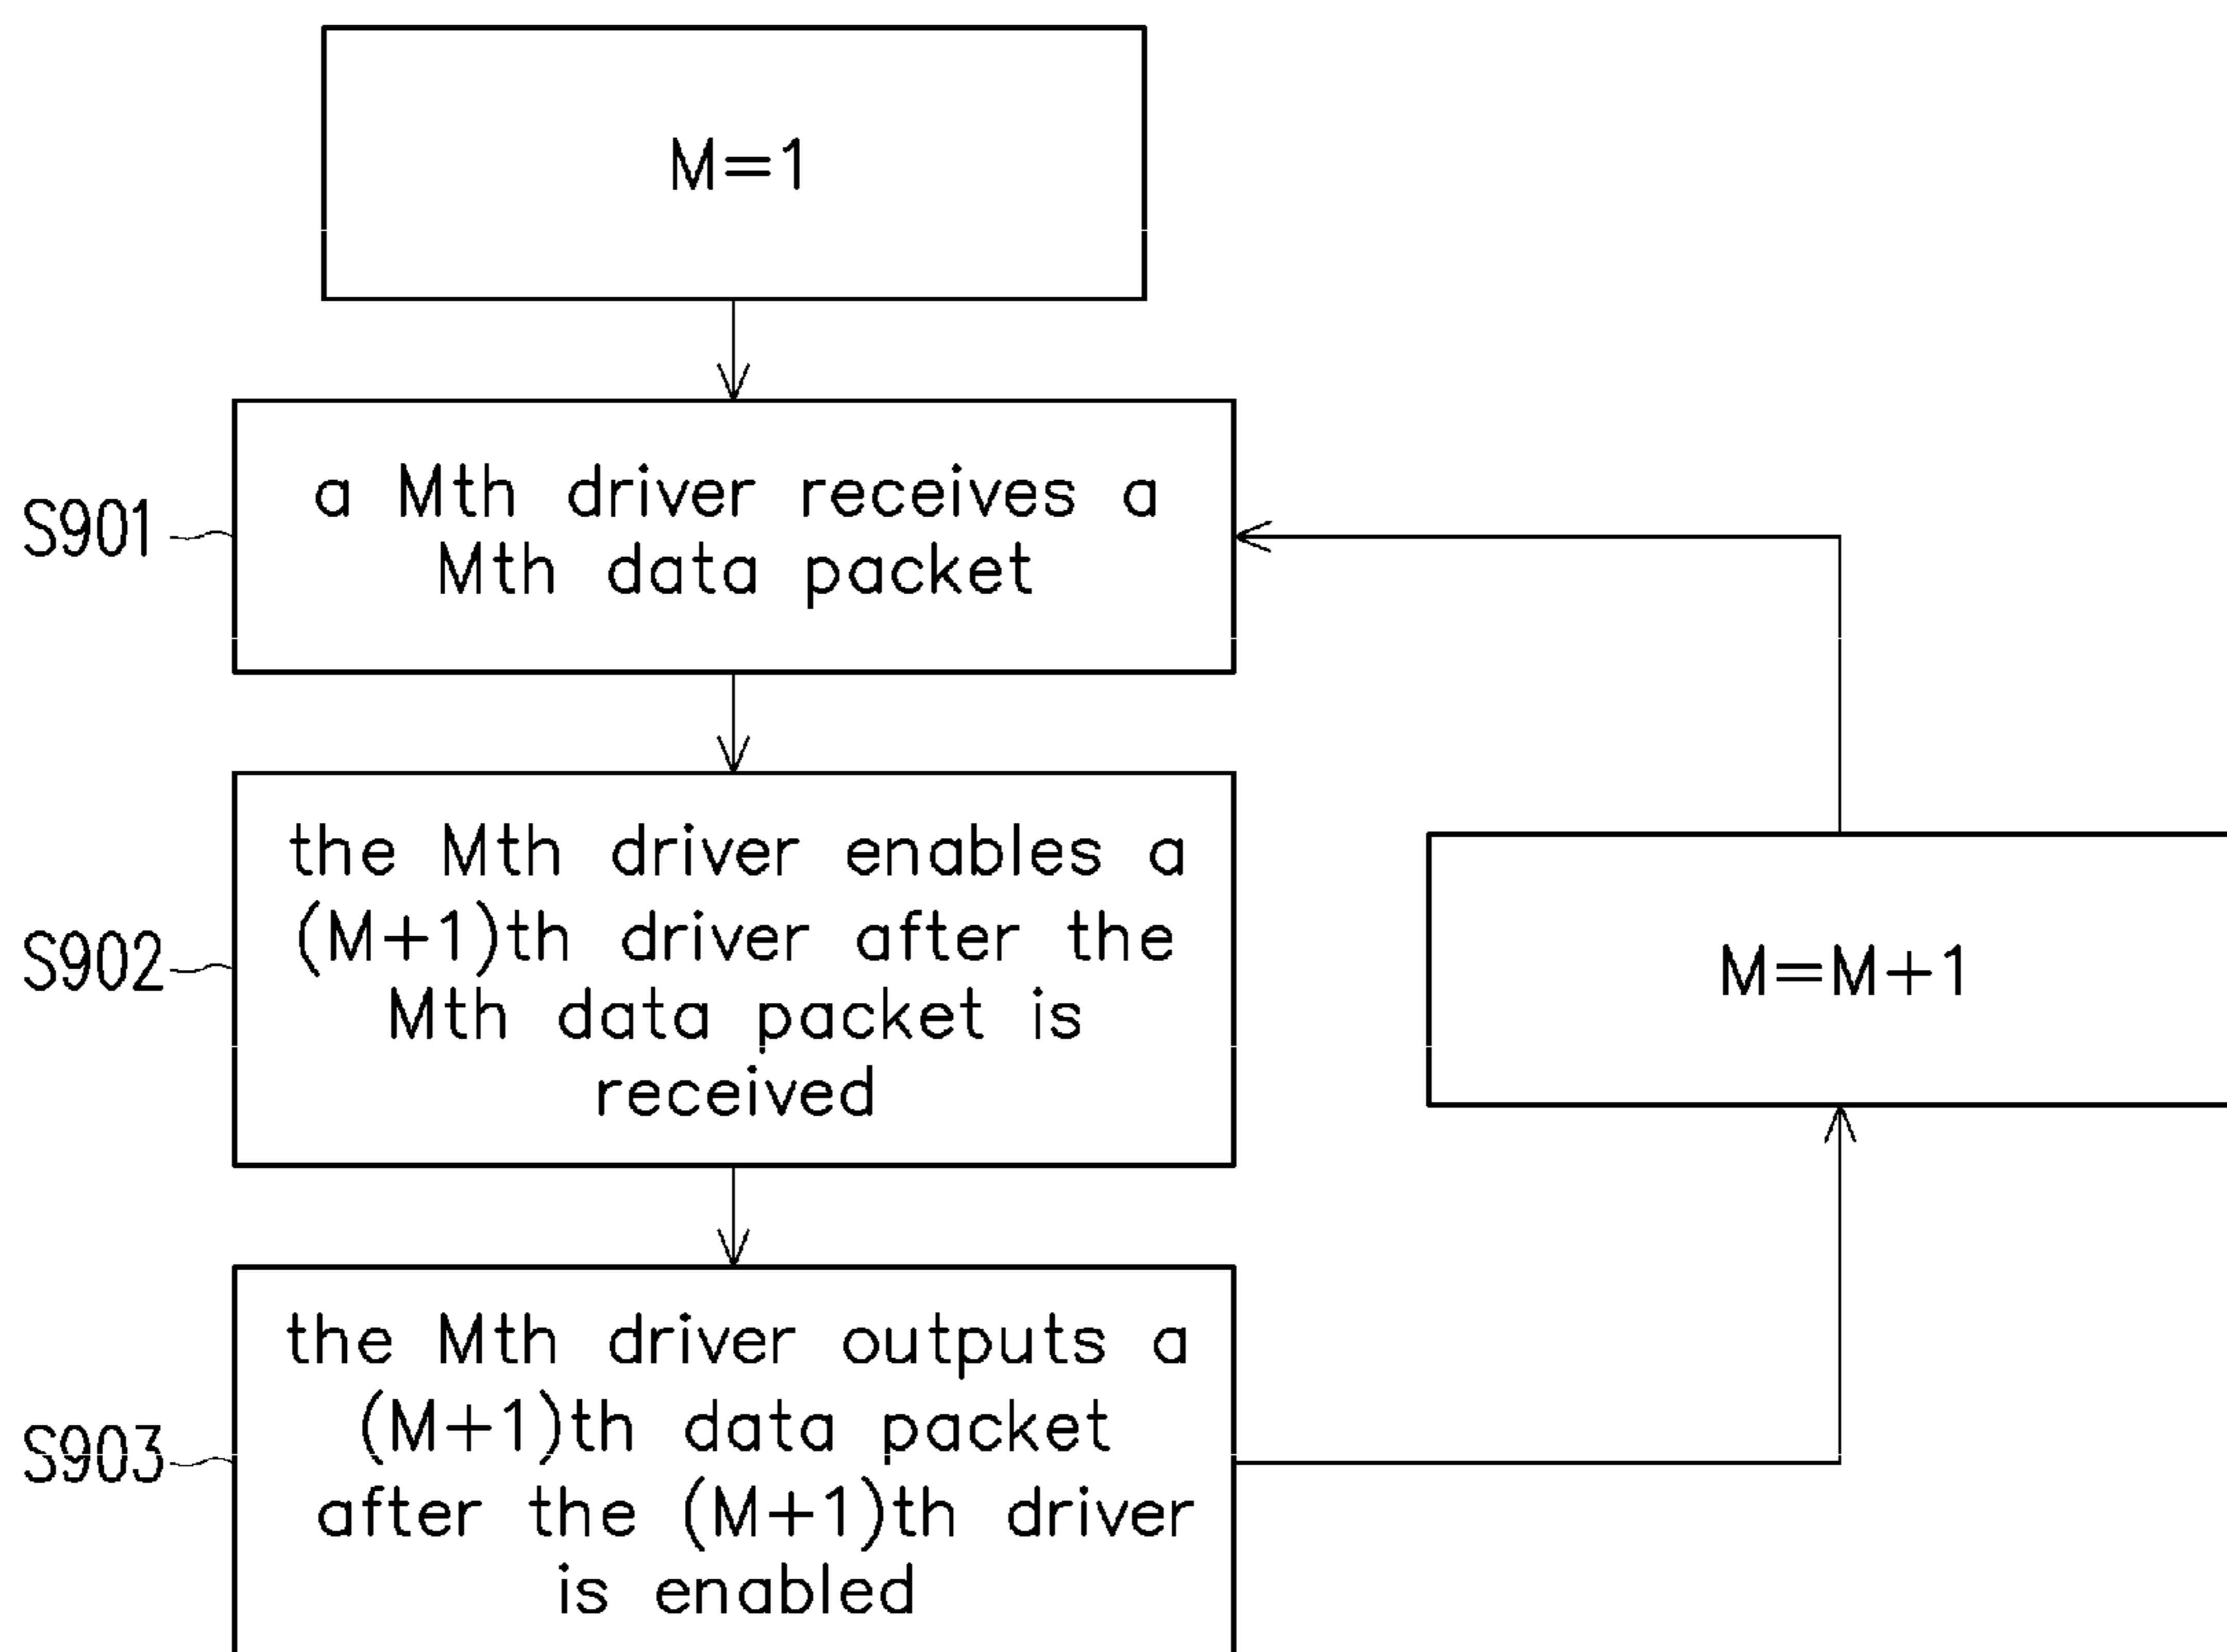 M=1
S901
a Mth driver receives a
Mth data packet
S902
the Mth driver enables a
(M+1)th driver after the
Mth data packet is
received
M=M+1
S903
the Mth driver outputs a
(M+1)th data packet
after the (M+1)th driver
is enabled